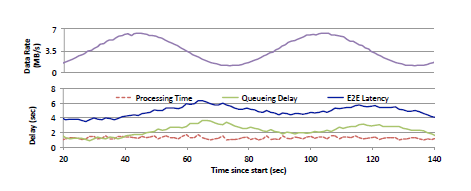 Data Rate
(MB/s)
7
3.5
0
Delay (sec)
8
6
4
2
0
Processing Time
Queueing Delay
E2E Latency
20 40 60 80 100 120 140
Time since start (sec)